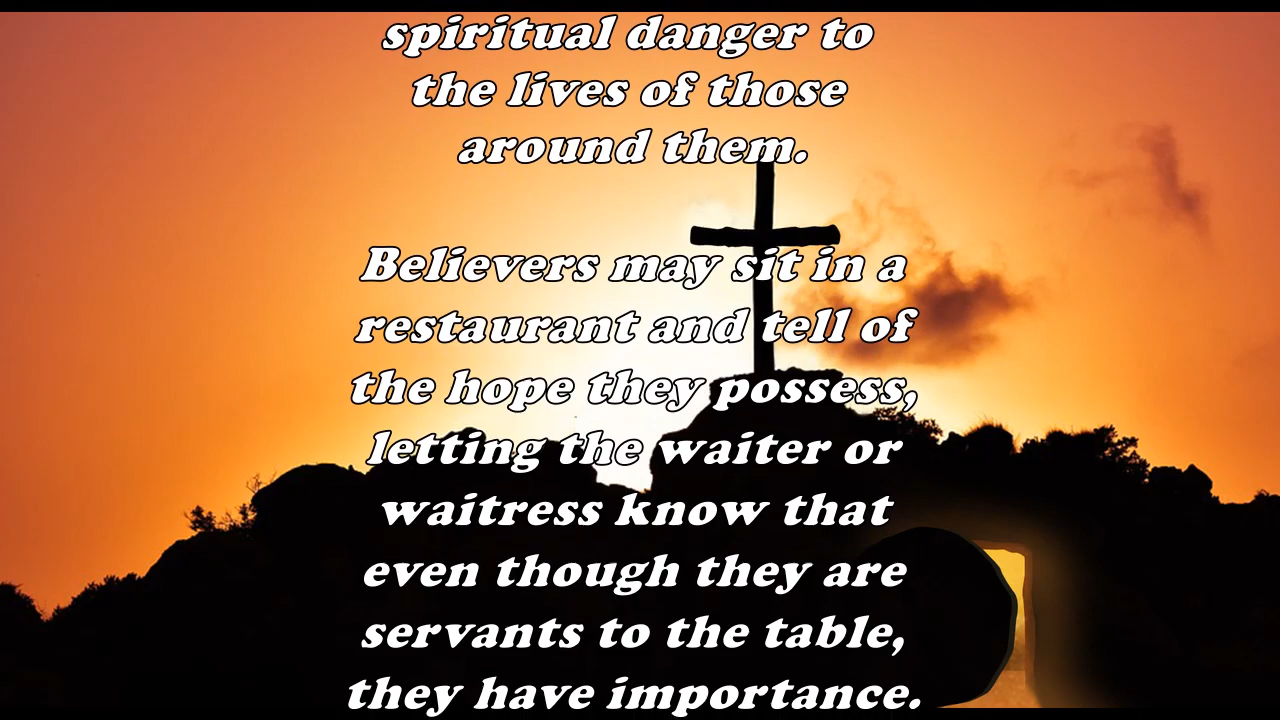 spiritual danger to
the lives of those
around them.
Believers may sit in a
restaurant and tell of
the hope they possess,
letting the waiter or
waitress know that
even though they are
servants to the table,
they have importance.